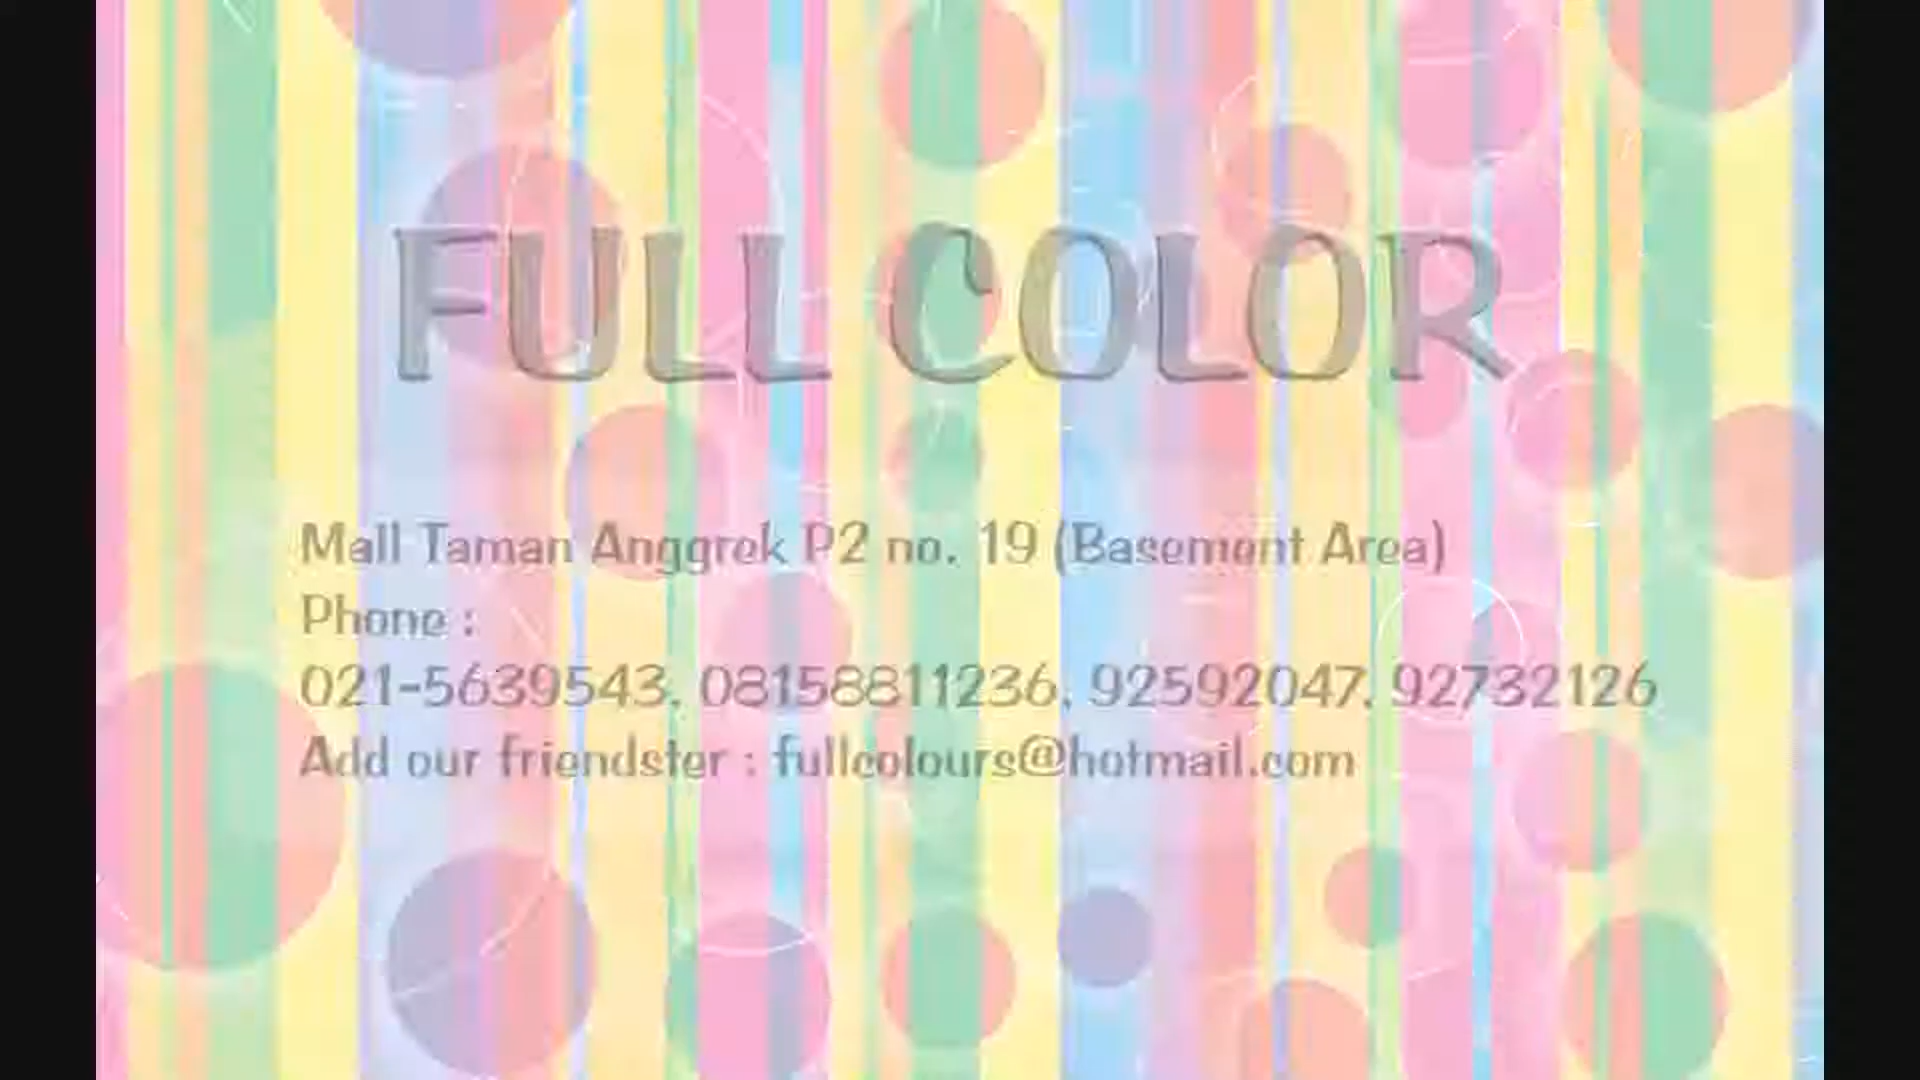 FULL COLOR
Mall Taman Anggrek P2 no. 19 (Basement Area)
Phone :
021-5639543, 08158811236, 92592047, 92732126
Add our friendster : fullcolours@hotmail.com